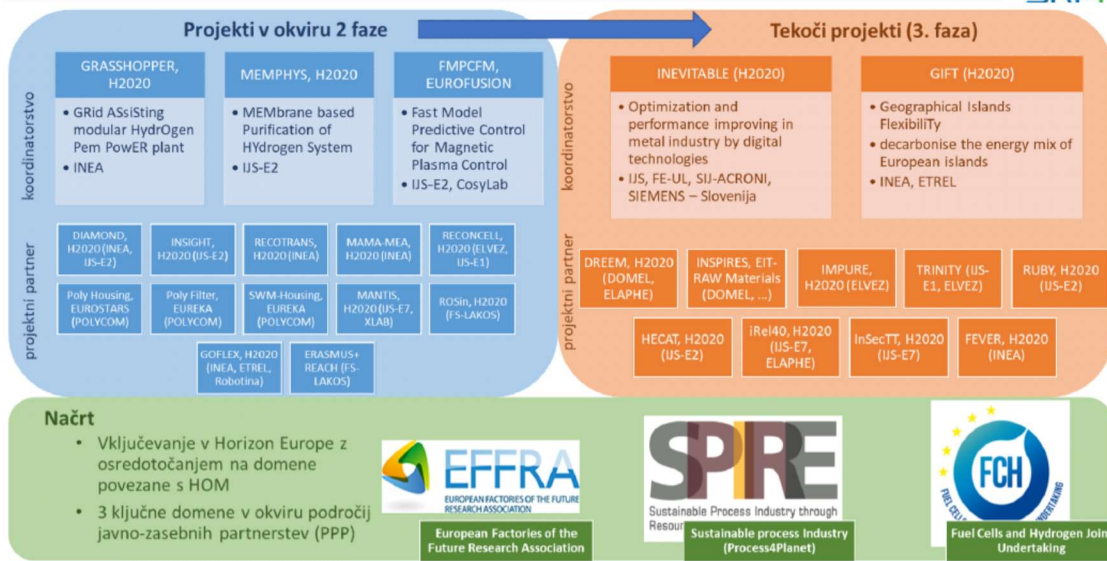 Projekti v okviru 2 faze
Tekoči projekti (3. faza)
koordinatorstvo
GRASSHOPPER,
H2020
• GRid ASsiSting
modular HydrOgen
Pem PowER plant
• INEA
MEMPHYS, H2020
• MEMbrane based
Purification of
HYdrogen System
• IJS-E2
FMPCFM,
EUROFUSION
• Fast Model
Predictive Control
for Magnetic
Plasma Control
• IJS-E2, CosyLab
koordinatorstvo
INEVITABLE (H2020)
• Optimization and
performance improving in
metal industry by digital
technologies
• IJS, FE-UL, SIJ-ACRONI,
SIEMENS – Slovenija
GIFT (H2020)
• Geographical Islands
FlexibiliTy
• decarbonise the energy mix of
European islands
• INEA, ETREL
projektni partner
DIAMOND,
H2020 (INEA,
IJS-E2)
INSIGHT,
H2020 (IJS-E2)
RECOTRANS,
H2020 (INEA)
MAMA-MEA,
H2020 (INEA)
RECONCELL,
H2020 (ELVEZ,
IJS-E1)
Poly Housing,
EUROSTARS
(POLYCOM)
Poly Filter,
EUREKA
(POLYCOM)
SWM-Housing,
EUREKA
(POLYCOM)
MANTIS,
H2020 (IJS-E7,
XLAB)
ROSin, H2020
(FS-LAKOS)
GOFLEX, H2020
(INEA, ETREL,
Robotina)
ERASMUS+
REACH (FS-
LAKOS)
projektni partner
DREEM, H2020
(DOMEL,
ELAPHE)
INSPIRES, EIT-
RAW Materials
(DOMEL, ...)
IMPURE,
H2020 (ELVEZ)
TRINITY (IJS-
E1, ELVEZ)
RUBY, H2020
(IJS-E2)
HECAT, H2020
(IJS-E2)
iRel40, H2020
(IJS-E7,
ELAPHE)
InSecTT, H2020
(IJS-E7)
FEVER, H2020
(INEA)
Načrt
• Vključevanje v Horizon Europe z
osredotočanjem na domene
povezane s HOM
• 3 ključne domene v okviru področij
javno-zasebnih partnerstev (PPP)
EFFRA
EUROPEAN FACTORIES OF THE FUTURE
RESEARCH ASSOCIATION
European Factories of the
Future Research Association
SPIRE
Sustainable Process Industry through
Sustainable process Industry
(Process4Planet)
FCH
FUEL CELLS
UNDERTAKING
Fuel Cells and Hydrogen Join
Undertaking